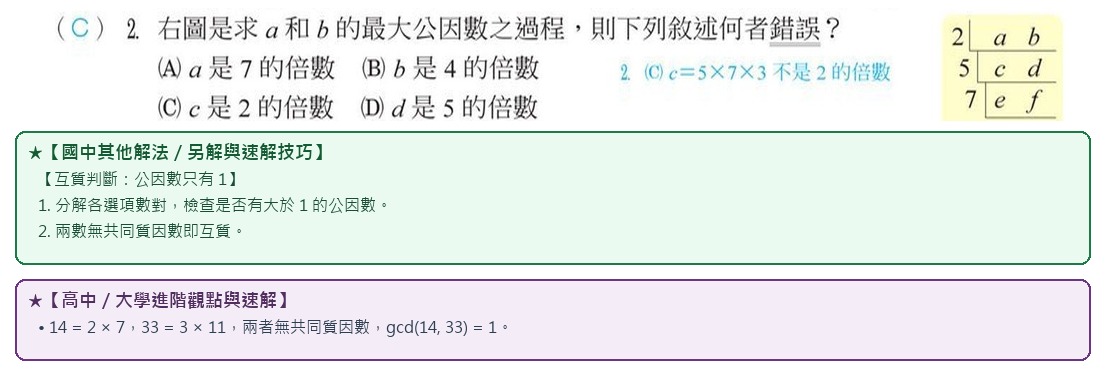 (C) 2. 右圖是求 a 和 b 的最大公因數之過程，則下列敘述何者錯誤？
(A) a 是 7 的倍數 (B) b 是 4 的倍數
(C) c 是 2 的倍數 (D) d 是 5 的倍數
2. (C) c＝5×7×3 不是 2 的倍數
2 a b
5 c d
7 e f
★【國中其他解法 / 另解與速解技巧】
【互質判斷：公因數只有 1】
1. 分解各選項數對，檢查是否有大於 1 的公因數。
2. 兩數無共同質因數即互質。
★【高中 / 大學進階觀點與速解】
• 14 = 2 × 7，33 = 3 × 11，兩者無共同質因數，gcd(14, 33) = 1。